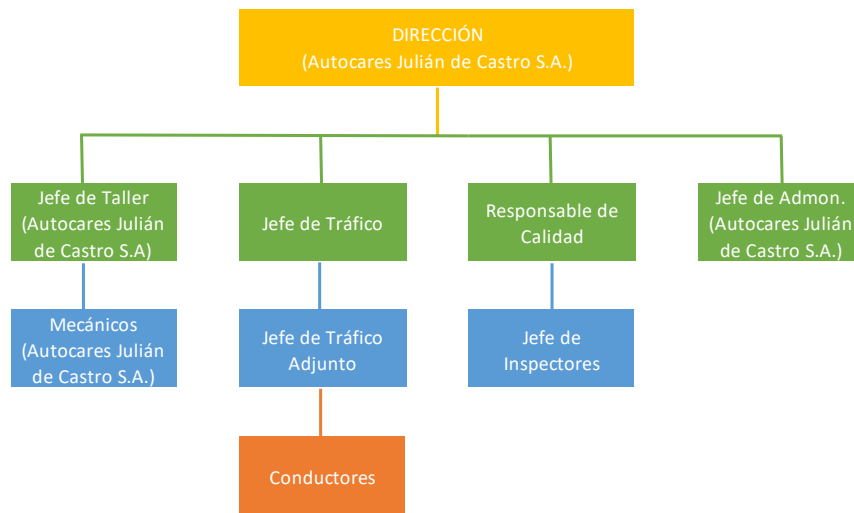 DIRECCIÓN
(Autocares Julián de Castro S.A.)
Jefe de Taller
(Autocares Julián
de Castro S.A)
Jefe de Tráfico
Responsable de
Calidad
Jefe de Admon.
(Autocares Julián
de Castro S.A.)
Mecánicos
(Autocares Julián
de Castro S.A.)
Jefe de Tráfico
Adjunto
Jefe de
Inspectores
Conductores